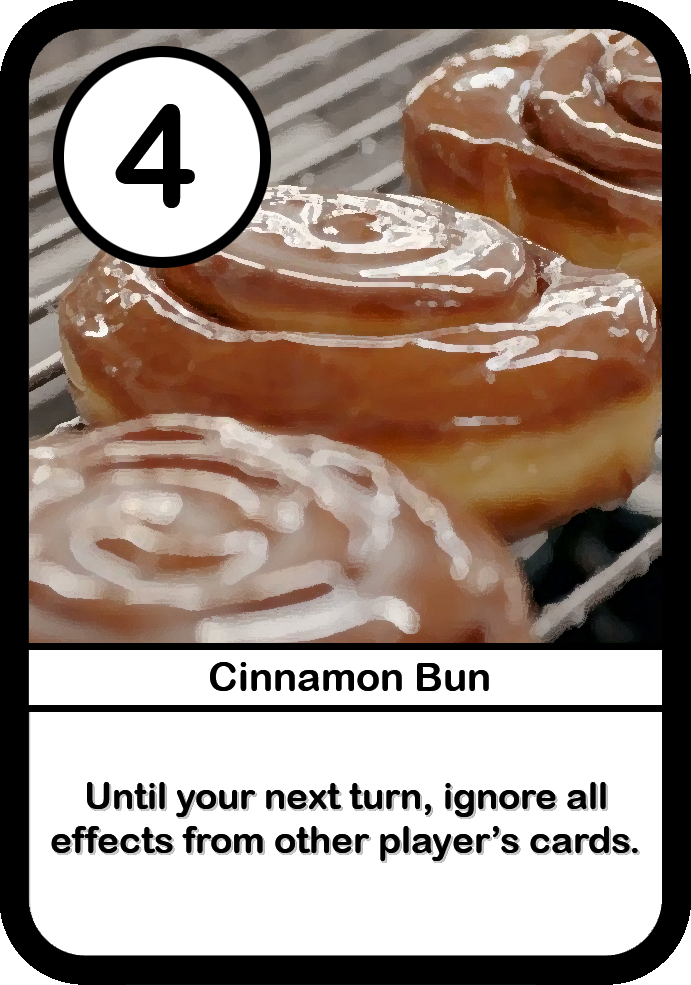 4
Cinnamon Bun
Until your next turn, ignore all
effects from other player’s cards.